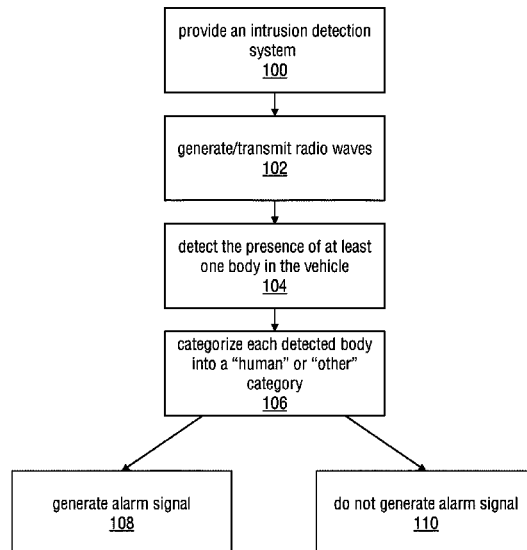 provide an intrusion detection
system
100
generate/transmit radio waves
102
detect the presence of at least
one body in the vehicle
104
categorize each detected body
into a “human” or “other”
category
106
generate alarm signal
108
do not generate alarm signal
110